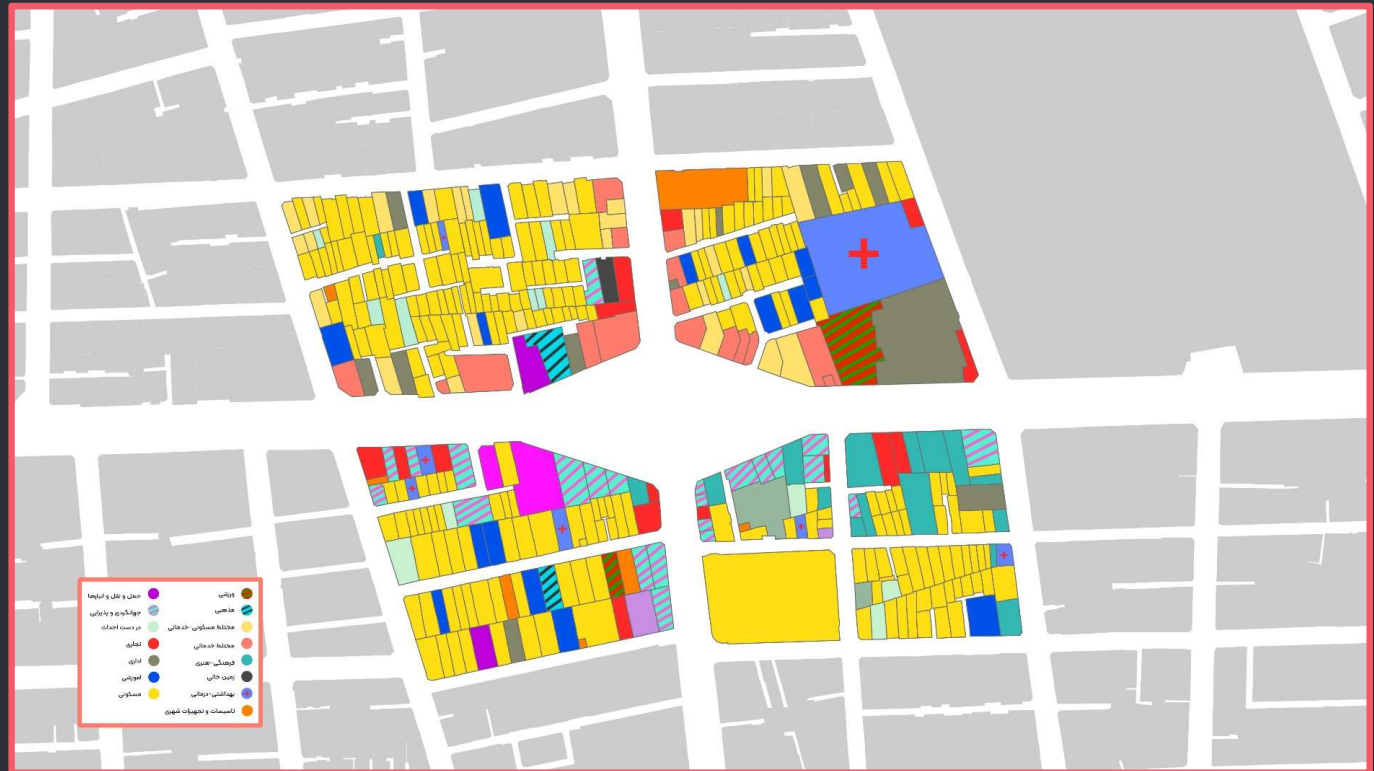 ورزشی
مذهبی
مختلط مسکونی-خدماتی
مختلط خدماتی
فرهنگی-هنری
زمین خالی
بهداشتی-درمانی
تاسیسات و تجهیزات شهری
حمل و نقل و انبارها
جهانگردی و پذیرایی
در دست احداث
تجاری
اداری
آموزشی
مسکونی